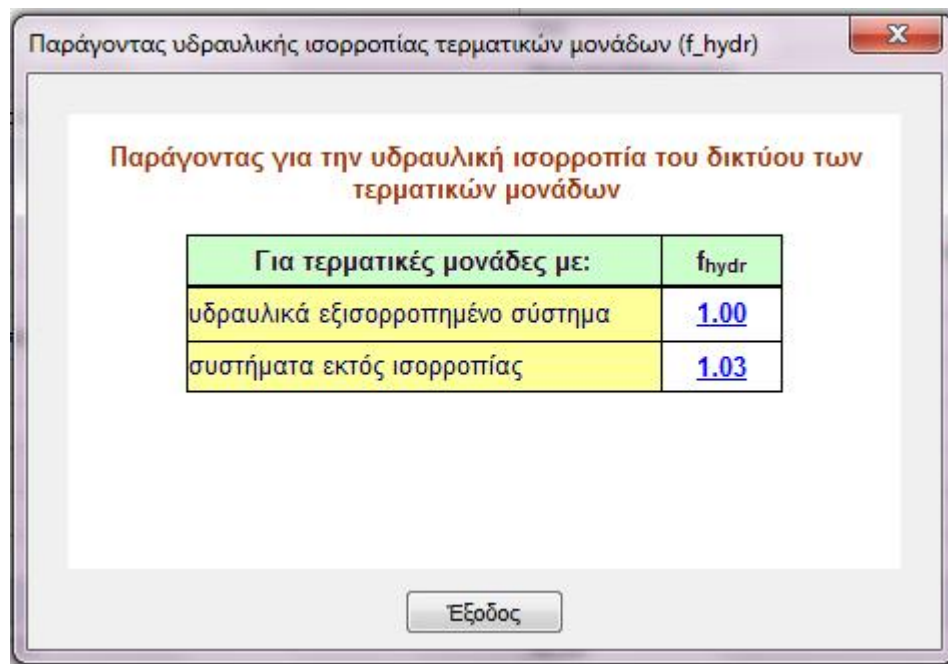 Παράγοντας υδραυλικής ισορροπίας τερματικών μονάδων (f_hydr)
Παράγοντας για την υδραυλική ισορροπία του δικτύου των
τερματικών μονάδων
Για τερματικές μονάδες με: fhydr
υδραυλικά εξισορροπημένο σύστημα 1.00
συστήματα εκτός ισορροπίας 1.03
Έξοδος